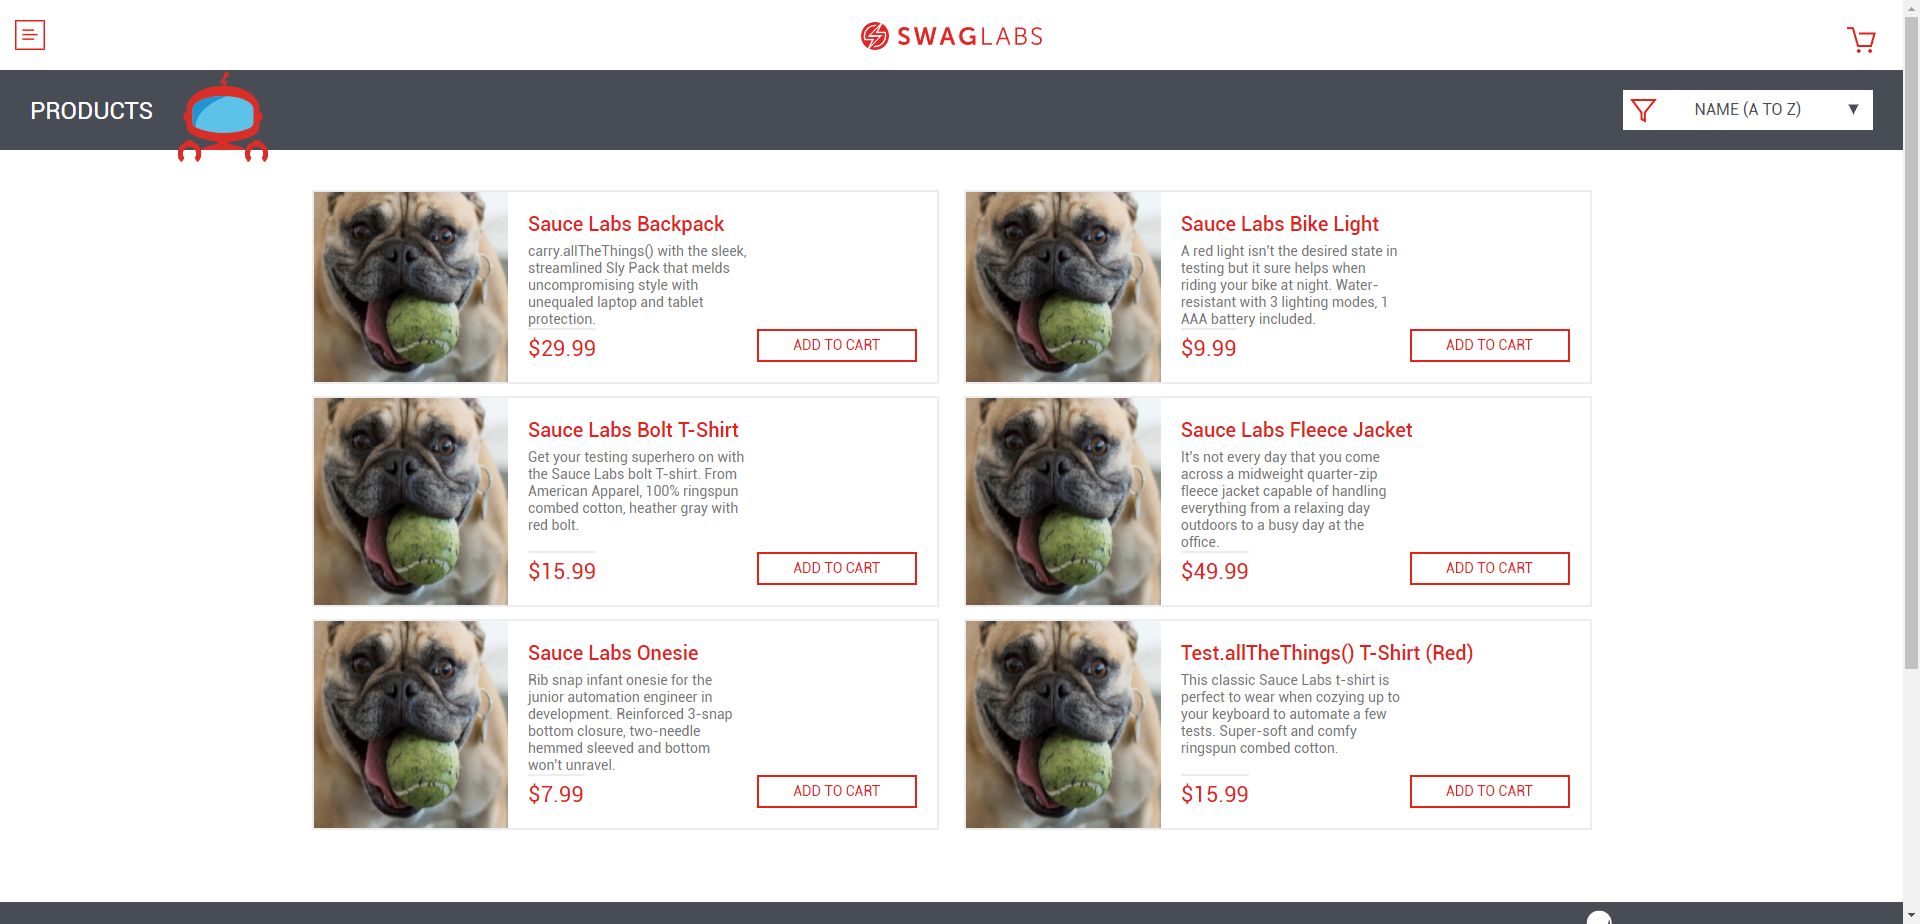 SWAGLABS
PRODUCTS
NAME (A TO Z)
Sauce Labs Backpack
carry.allTheThings() with the sleek,
streamlined Sly Pack that melds
uncompromising style with
unequaled laptop and tablet
protection.
$29.99
ADD TO CART
Sauce Labs Bike Light
A red light isn't the desired state in
testing but it sure helps when
riding your bike at night. Water-
resistant with 3 lighting modes, 1
AAA battery included.
$9.99
ADD TO CART
Sauce Labs Bolt T-Shirt
Get your testing superhero on with
the Sauce Labs bolt T-shirt. From
American Apparel, 100% ringspun
combed cotton, heather gray with
red bolt.
$15.99
ADD TO CART
Sauce Labs Fleece Jacket
It's not every day that you come
across a midweight quarter-zip
fleece jacket capable of handling
everything from a relaxing day
outdoors to a busy day at the
office.
$49.99
ADD TO CART
Sauce Labs Onesie
Rib snap infant onesie for the
junior automation engineer in
development. Reinforced 3-snap
bottom closure, two-needle
hemmed sleeved and bottom
won't unravel.
$7.99
ADD TO CART
Test.allTheThings() T-Shirt (Red)
This classic Sauce Labs t-shirt is
perfect to wear when cozying up to
your keyboard to automate a few
tests. Super-soft and comfy
ringspun combed cotton.
$15.99
ADD TO CART